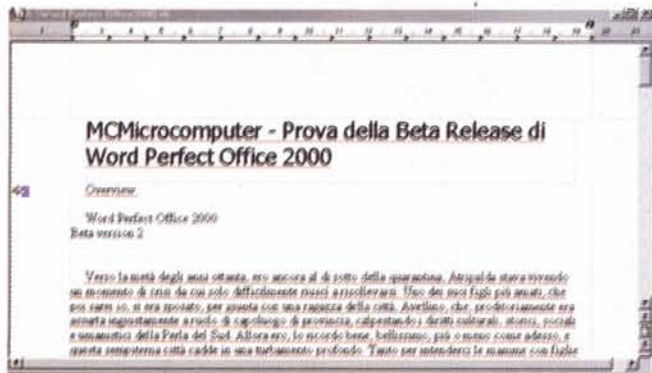 MCMicrocomputer - Prova della Beta Release di
Word Perfect Office 2000
Overview
Word Perfect Office 2000
Beta version 2
Verso la metà degli anni ottanta, ero ancora al di sotto della quarantina, Atripalda stava vivendo
un momento di crisi da cui solo difficilmente riuscì a risollevarsi. Uno dei suoi figli più amati, che
poi sarei io, si era sposato, per giunta con una ragazza della città, Avellino, che, proditoriamente era
assurta ingiustamente a ruolo di capoluogo di provincia, calpestando i diritti culturali, storici, sociali
e umanistici della Perla del Sud. Allora ero, lo ricordo bene, bellissimo, più o meno come adesso, e
questa sempiterna città cadde in una turbamento profondo. Tanto per intenderci le mamme con figlie